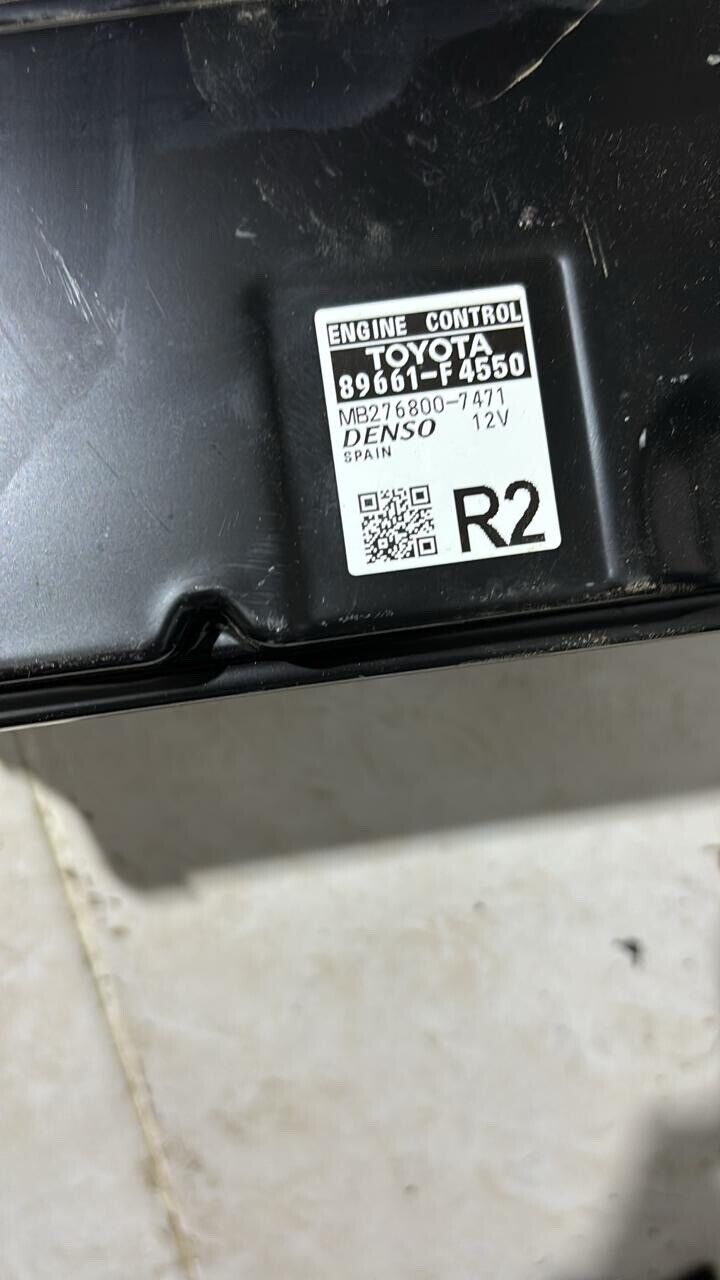 ENGINE CONTROL
TOYOTA
89661-F4550
MB276800-7471
DENSO 12V
SPAIN
R2